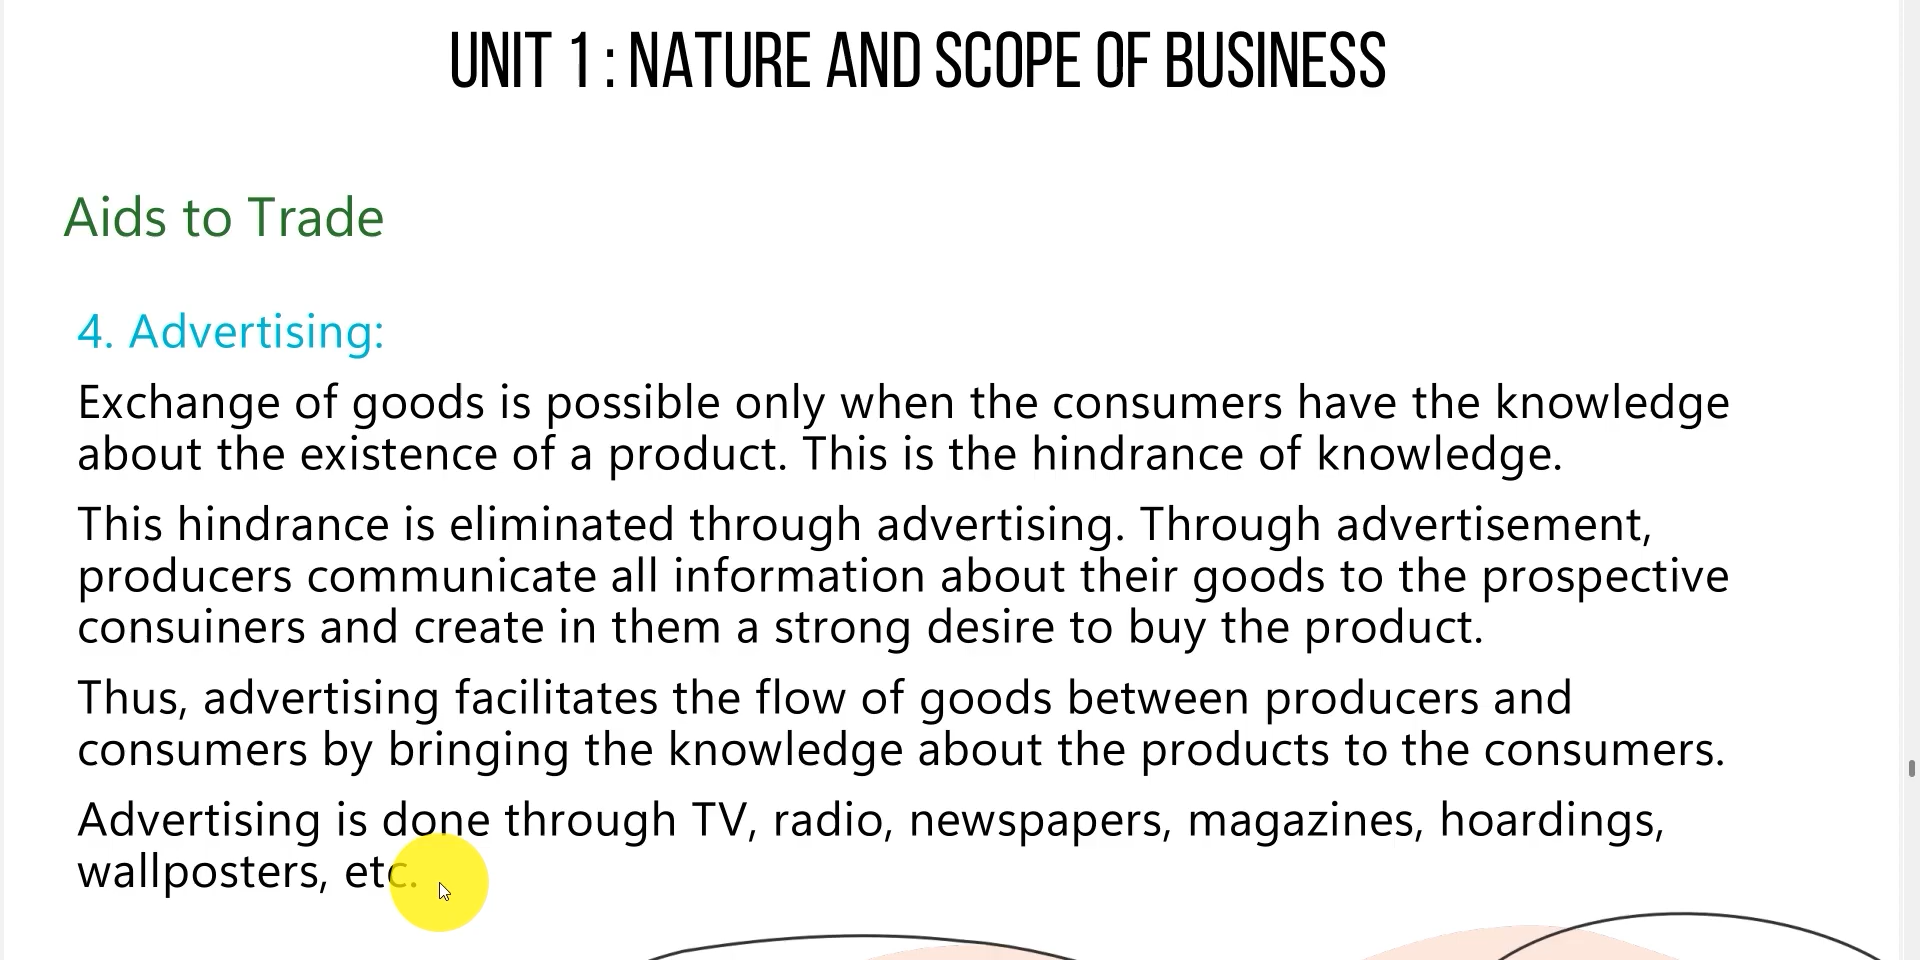 UNIT 1 : NATURE AND SCOPE OF BUSINESS
Aids to Trade
4. Advertising:
Exchange of goods is possible only when the consumers have the knowledge
about the existence of a product. This is the hindrance of knowledge.
This hindrance is eliminated through advertising. Through advertisement,
producers communicate all information about their goods to the prospective
consuiners and create in them a strong desire to buy the product.
Thus, advertising facilitates the flow of goods between producers and
consumers by bringing the knowledge about the products to the consumers.
Advertising is done through TV, radio, newspapers, magazines, hoardings,
wallposters, etc.